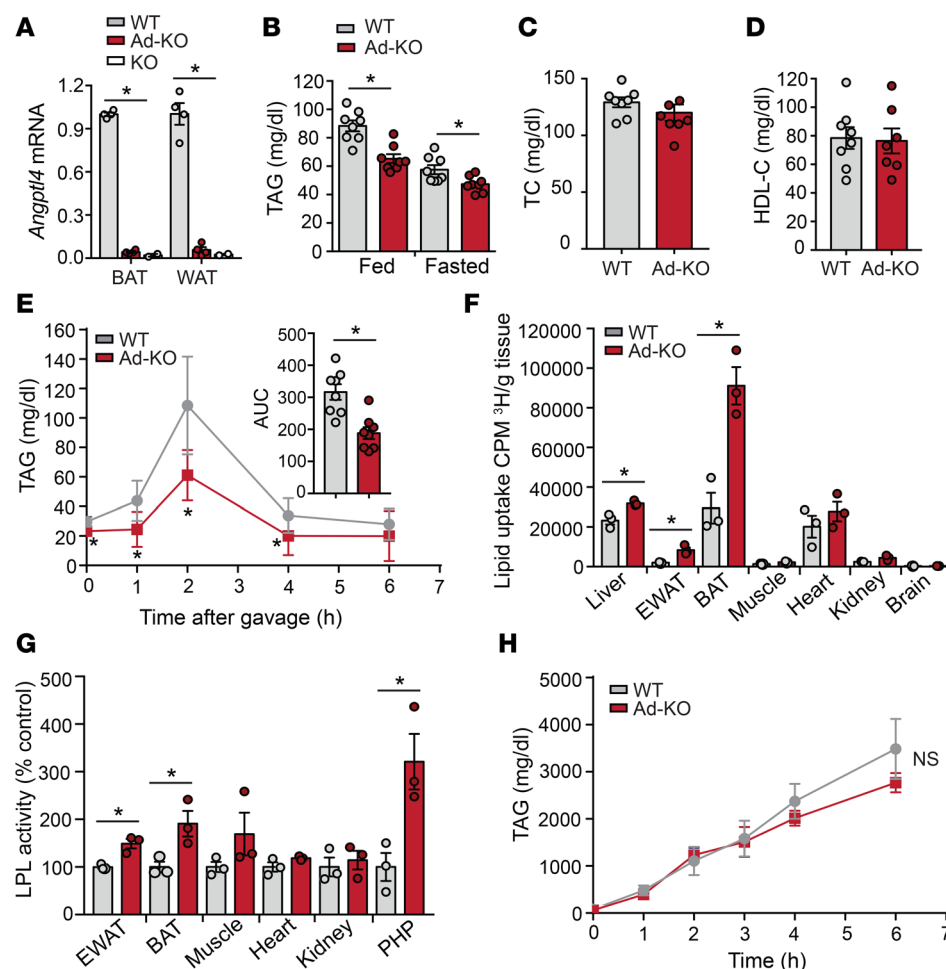 A
WT
Ad-KO
KO
Angptl4 mRNA
1.2
0.9
0.6
0.3
0.0
*
*
BAT
WAT
B
WT
Ad-KO
TAG (mg/dl)
120
100
80
60
40
20
0
*
*
Fed
Fasted
C
TC (mg/dl)
150
100
50
0
WT
Ad-KO
D
HDL-C (mg/dl)
120
100
80
60
40
20
0
WT
Ad-KO
E
WT
Ad-KO
TAG (mg/dl)
160
140
120
100
80
60
40
20
0
*
*
*
*
0
1
2
3
4
5
6
7
Time after gavage (h)
AUC
500
400
300
200
100
0
*
F
WT
Ad-KO
Lipid uptake CPM ³H/g tissue
120000
100000
80000
60000
40000
20000
0
*
*
*
Liver
EWAT
BAT
Muscle
Heart
Kidney
Brain
G
LPL activity (% control)
500
400
300
200
100
0
*
*
*
EWAT
BAT
Muscle
Heart
Kidney
PHP
H
WT
Ad-KO
TAG (mg/dl)
5000
4000
3000
2000
1000
0
NS
0
1
2
3
4
5
6
7
Time (h)